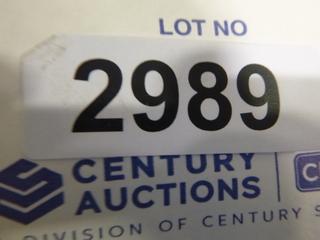 LOT NO
2989
CENTURY
AUCTIONS
DIVISION OF CENTURY